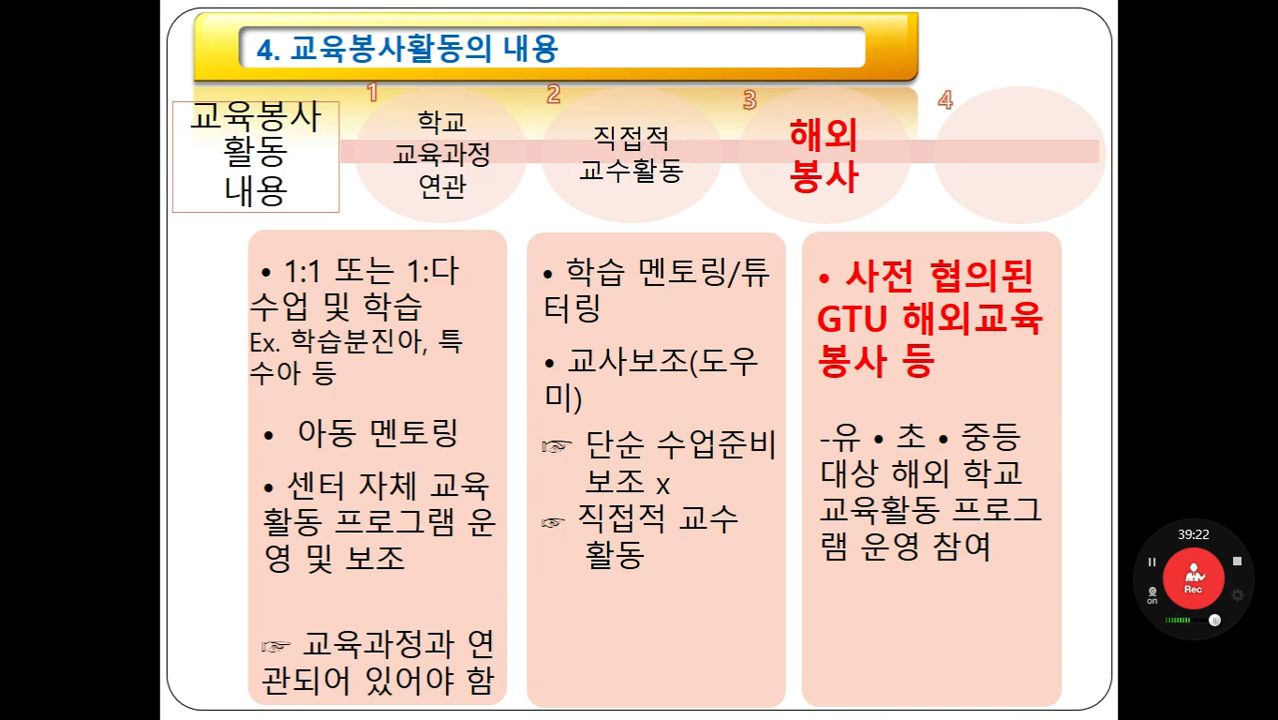 4. 교육봉사활동의 내용
1
2
3
4
교육봉사
활동
내용
학교
교육과정
연관
직접적
교수활동
해외
봉사
• 1:1 또는 1:다
수업 및 학습
Ex. 학습분진아, 특
수아 등
• 아동 멘토링
• 센터 자체 교육
활동 프로그램 운
영 및 보조
☞ 교육과정과 연
관되어 있어야 함
• 학습 멘토링/튜
터링
• 교사보조(도우
미)
☞ 단순 수업준비
보조 x
☞ 직접적 교수
활동
• 사전 협의된
GTU 해외교육
봉사 등
-유 • 초 • 중등
대상 해외 학교
교육활동 프로그
램 운영 참여
39:22
Rec
on